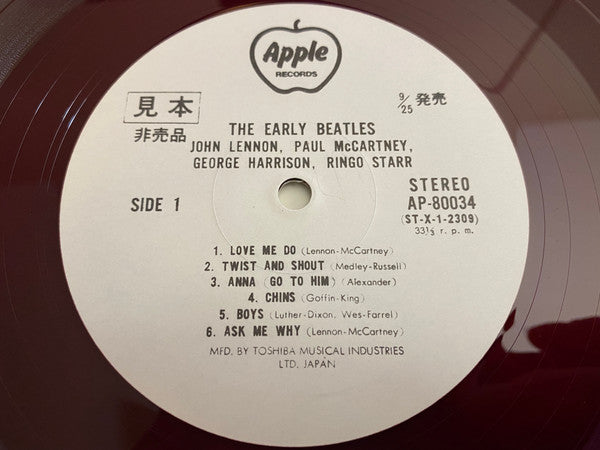 Apple
RECORDS
見本
非売品
9/25 発売
THE EARLY BEATLES
JOHN LENNON, PAUL McCARTNEY,
GEORGE HARRISON, RINGO STARR
SIDE 1
STEREO
AP-80034
(ST-X-1-2309)
33⅓ r. p. m.
1. LOVE ME DO (Lennon-McCartney)
2. TWIST AND SHOUT (Medley-Russell)
3. ANNA (GO TO HIM) (Alexander)
4. CHINS (Goffin-King)
5. BOYS (Luther-Dixon, Wes-Farrel)
6. ASK ME WHY (Lennon-McCartney)
MFD. BY TOSHIBA MUSICAL INDUSTRIES
LTD. JAPAN